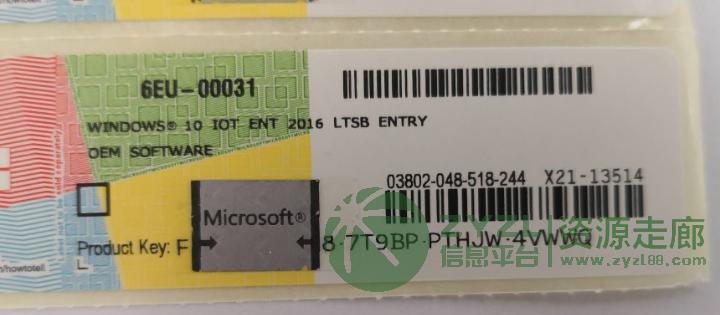 6EU-00031
WINDOWS® 10 IOT ENT 2016 LTSB ENTRY
OEM SOFTWARE
03802-048-518-244 X21-13514
Microsoft®
Product Key: F 8-7T9BP-PTHJW-4VWWQ
ZYZL 资源走廊
信息平台 www.zyzl88.com